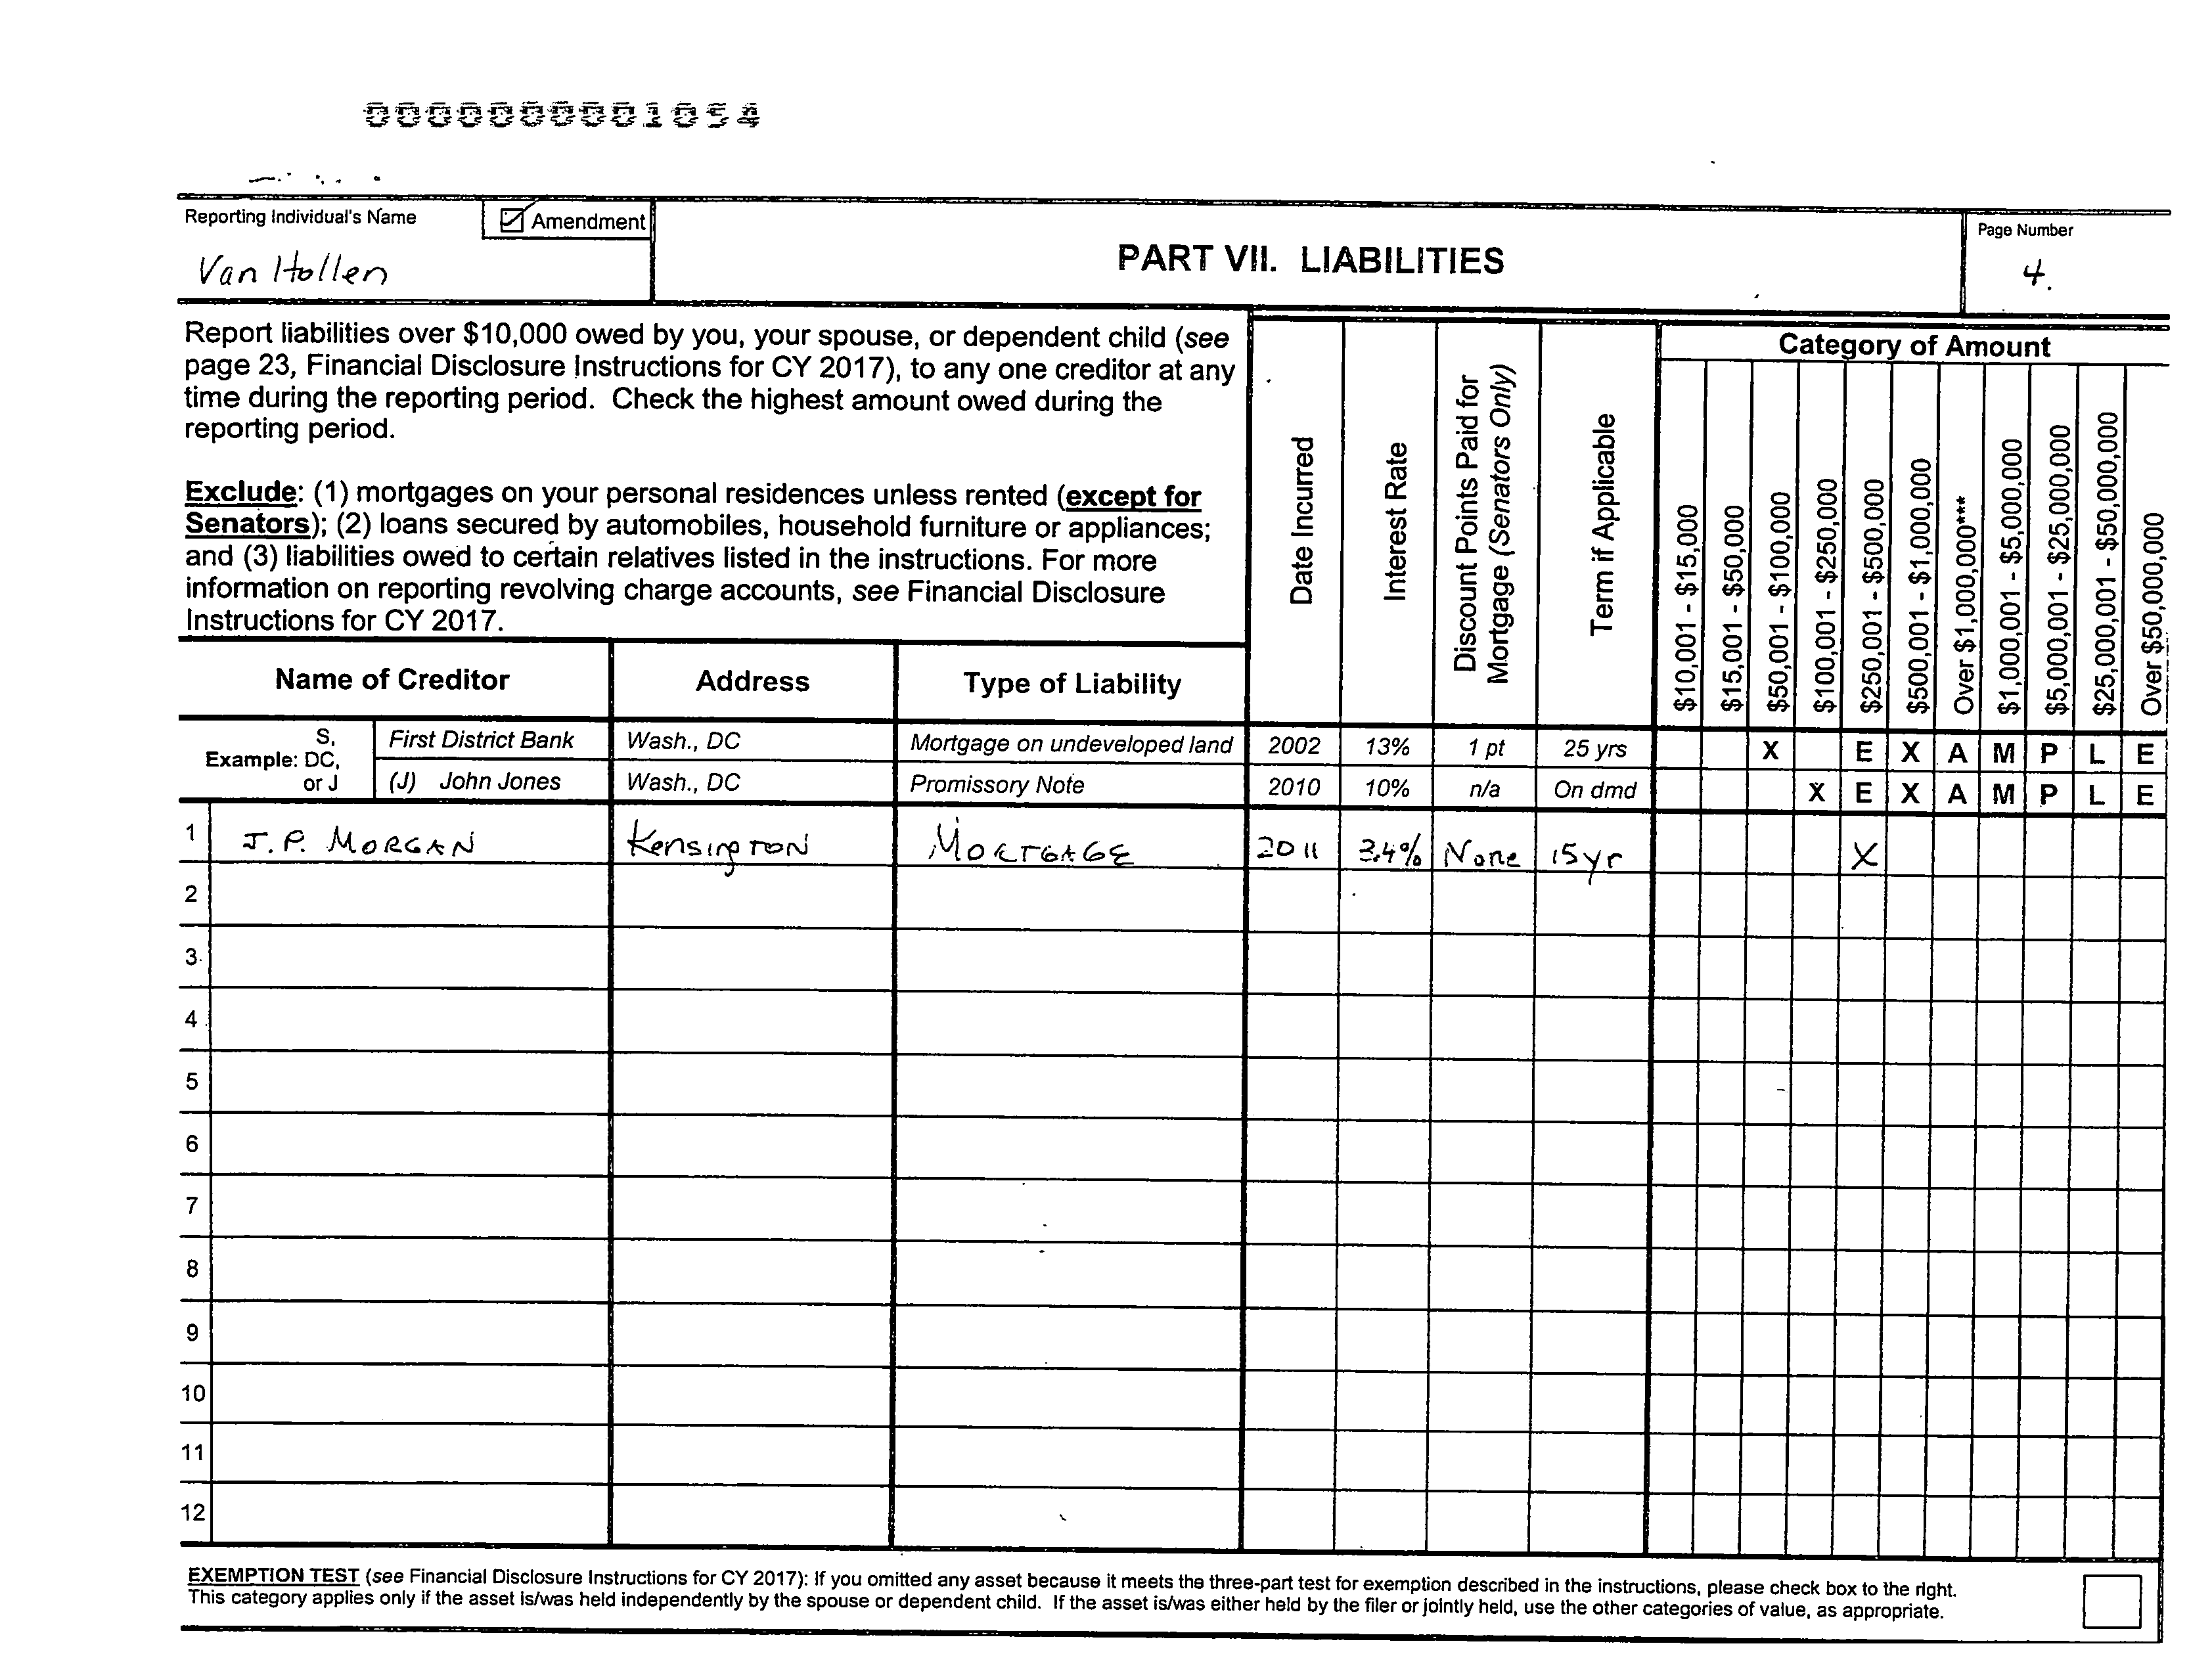 0000000001054
Reporting Individual's Name
Amendment
Van Hollen
PART VII. LIABILITIES
Page Number
4.
Report liabilities over $10,000 owed by you, your spouse, or dependent child (see
page 23, Financial Disclosure Instructions for CY 2017), to any one creditor at any
time during the reporting period. Check the highest amount owed during the
reporting period.
Exclude: (1) mortgages on your personal residences unless rented (except for
Senators); (2) loans secured by automobiles, household furniture or appliances;
and (3) liabilities owed to certain relatives listed in the instructions. For more
information on reporting revolving charge accounts, see Financial Disclosure
Instructions for CY 2017.
Name of Creditor
Address
Type of Liability
Date Incurred
Interest Rate
Discount Points Paid for
Mortgage (Senators Only)
Term if Applicable
Category of Amount
$10,001 - $15,000
$15,001 - $50,000
$50,001 - $100,000
$100,001 - $250,000
$250,001 - $500,000
$500,001 - $1,000,000
Over $1,000,000***
$1,000,001 - $5,000,000
$5,000,001 - $25,000,000
$25,000,001 - $50,000,000
Over $50,000,000
Example: S, DC, or J
First District Bank Wash., DC Mortgage on undeveloped land 2002 13% 1 pt 25 yrs X E X A M P L E
(J) John Jones Wash., DC Promissory Note 2010 10% n/a On dmd X E X A M P L E
1 J.P. MORGAN Kensington MORTGAGE 2011 3.4% None 15yr X
2
3
4
5
6
7
8
9
10
11
12
EXEMPTION TEST (see Financial Disclosure Instructions for CY 2017): If you omitted any asset because it meets the three-part test for exemption described in the instructions, please check box to the right.
This category applies only if the asset is/was held independently by the spouse or dependent child. If the asset is/was either held by the filer or jointly held, use the other categories of value, as appropriate.